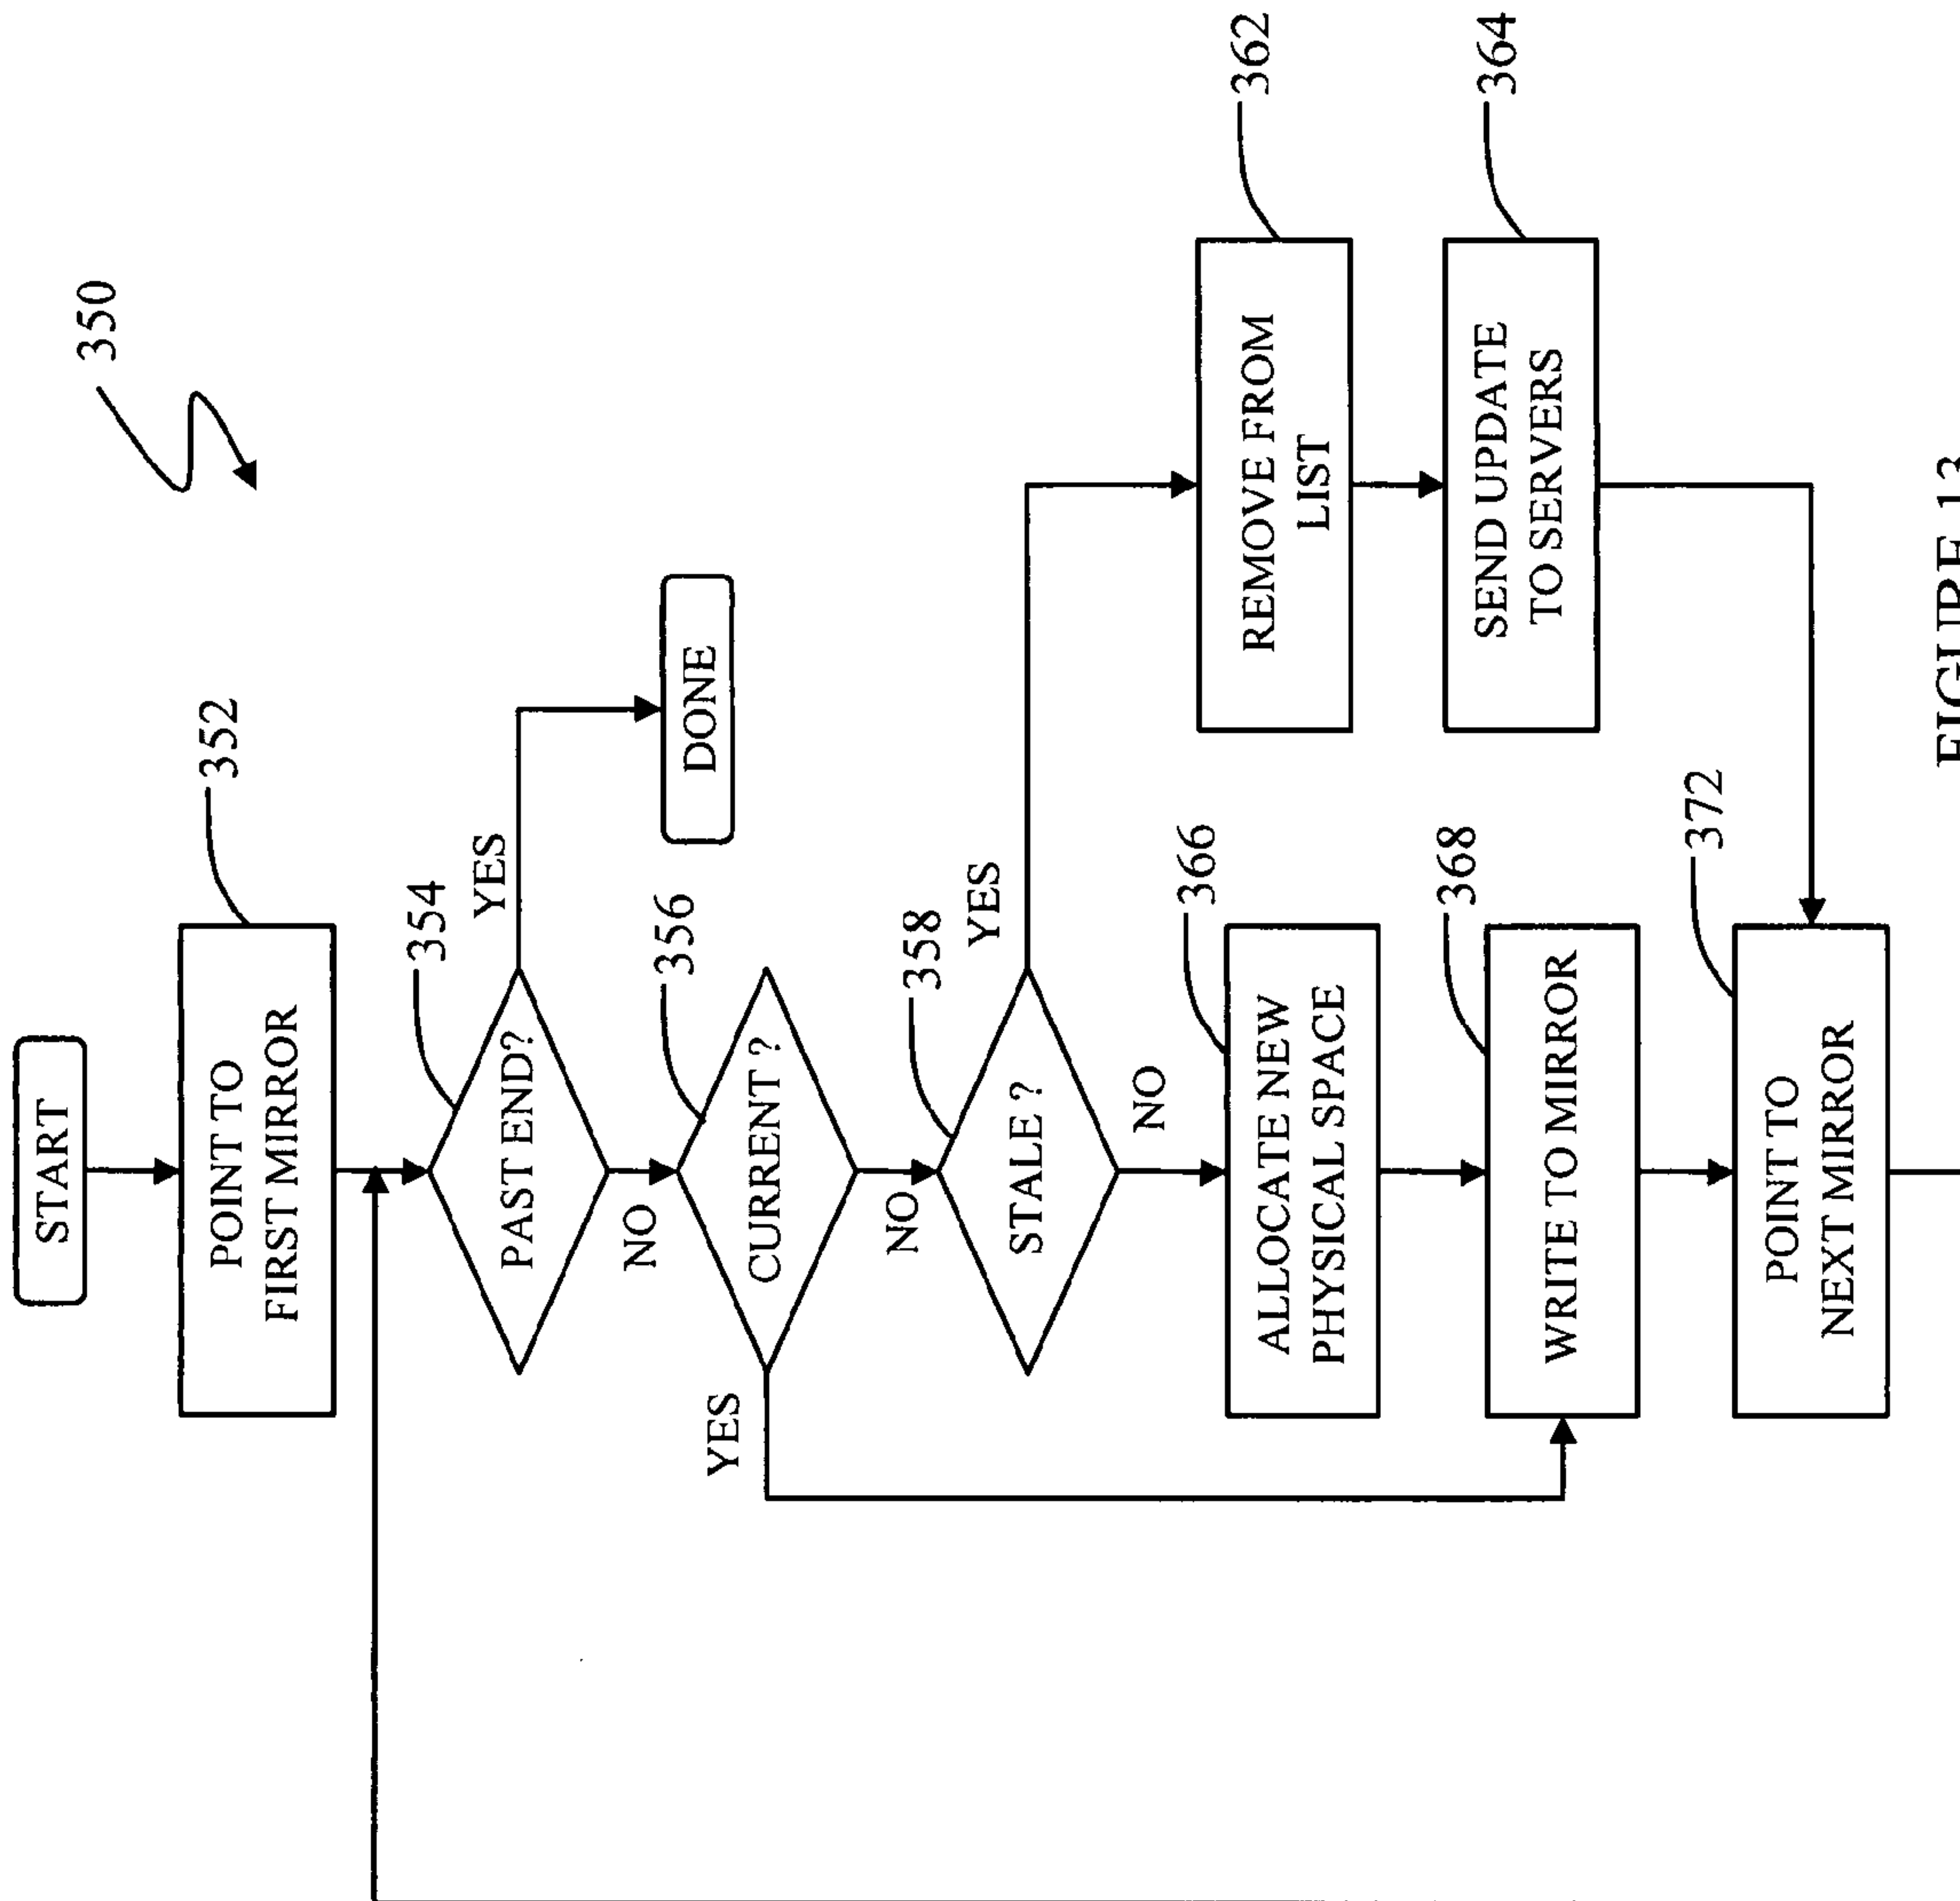 350
START
352
POINT TO
FIRST MIRROR
354
PAST END?
YES
NO
DONE
356
CURRENT ?
YES
NO
358
STALE ?
YES
NO
362
REMOVE FROM
LIST
364
SEND UPDATE
TO SERVERS
366
ALLOCATE NEW
PHYSICAL SPACE
368
WRITE TO MIRROR
372
POINT TO
NEXT MIRROR
FIGURE 13